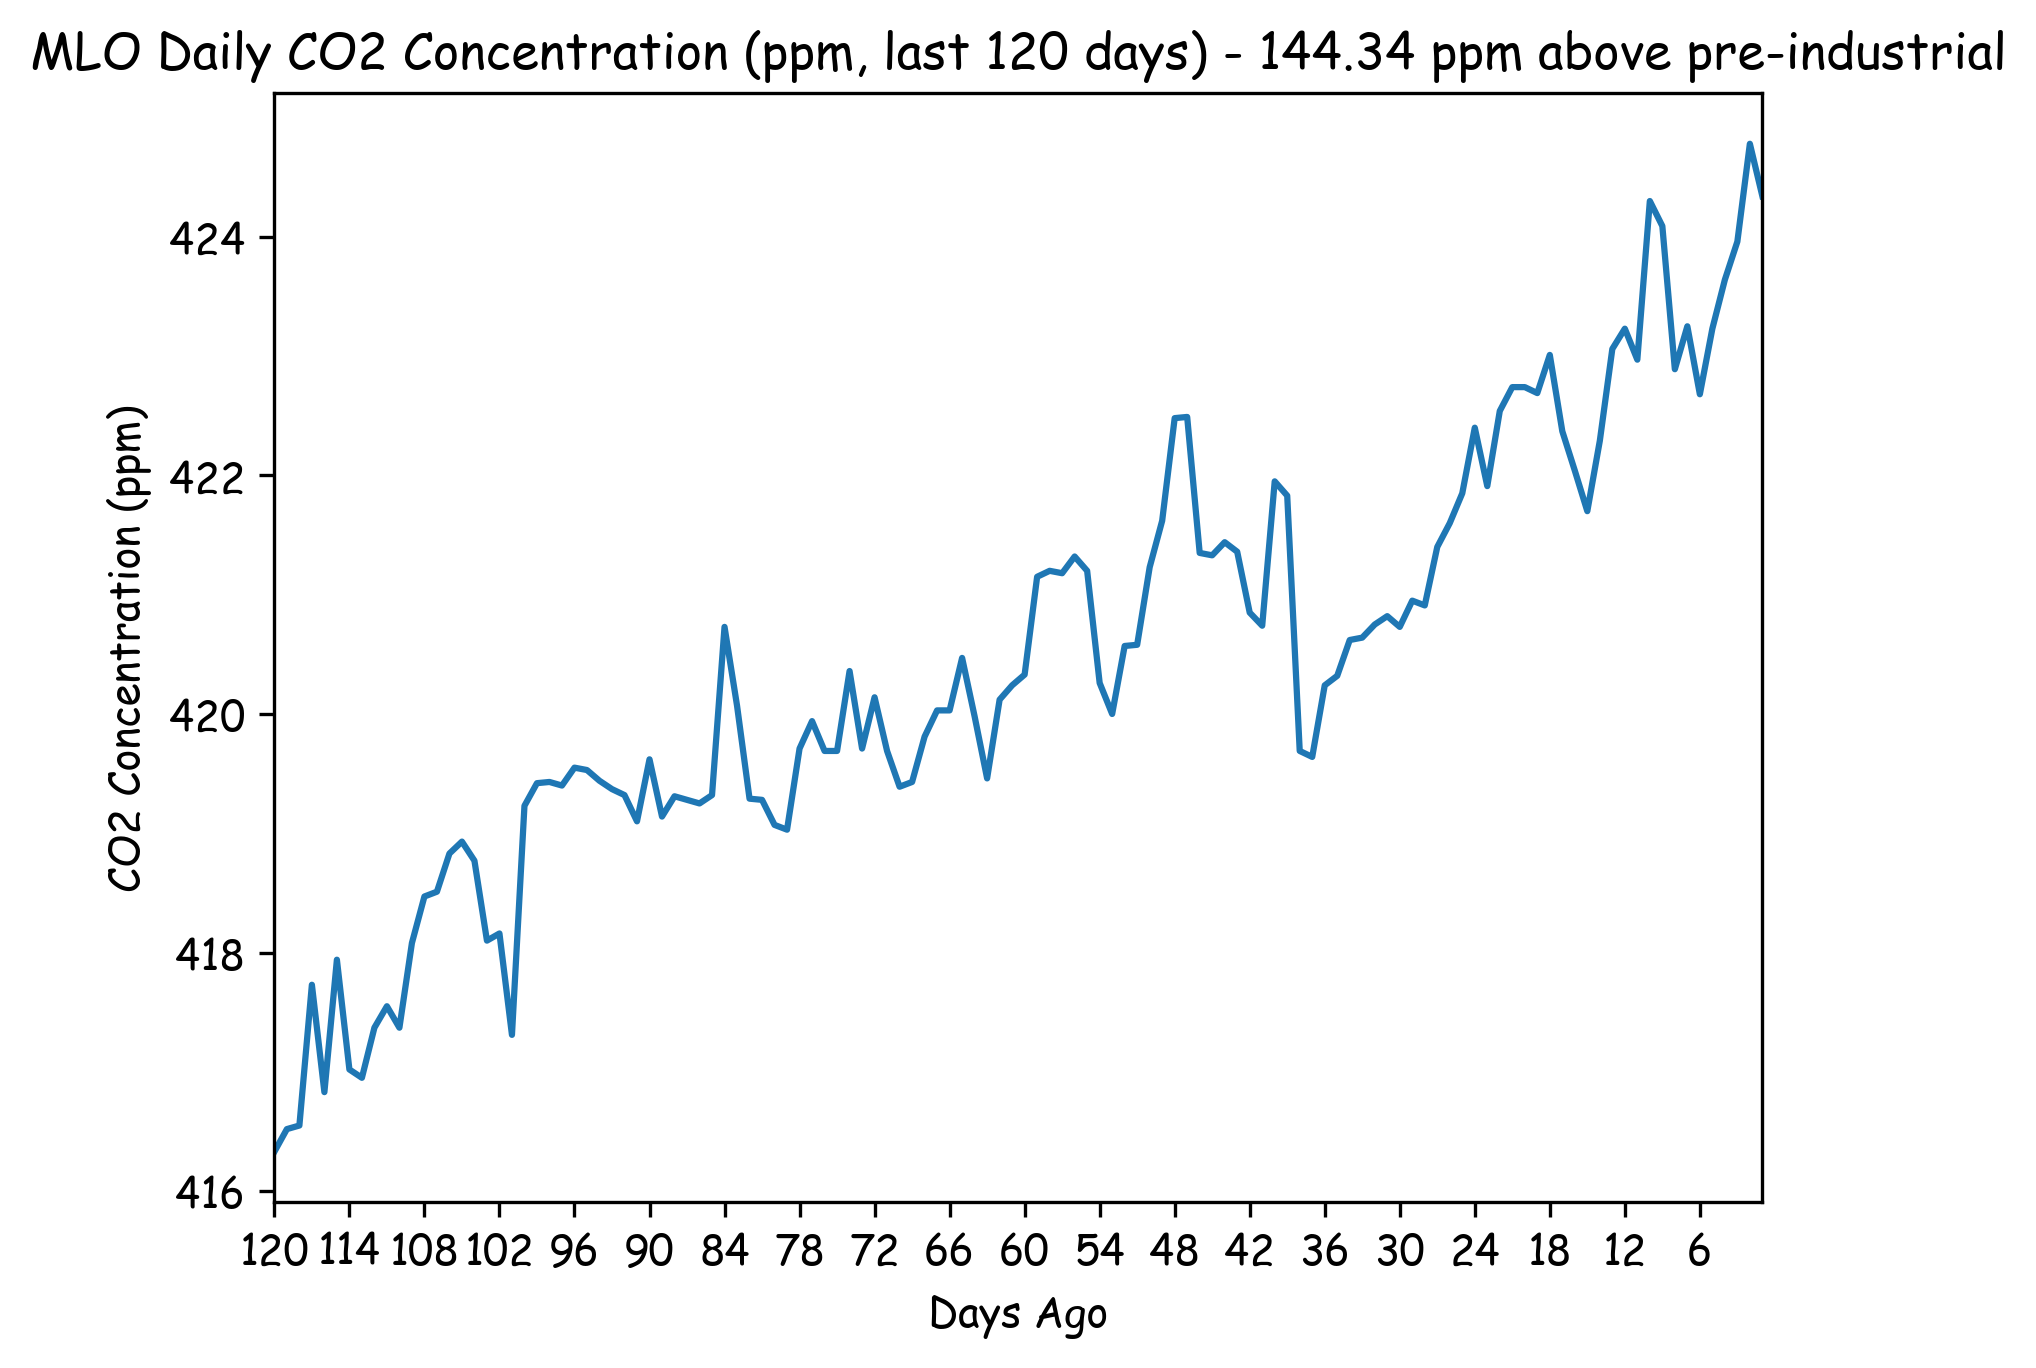 MLO Daily CO2 Concentration (ppm, last 120 days) - 144.34 ppm above pre-industrial
CO2 Concentration (ppm)
424
422
420
418
416
120 114 108 102 96 90 84 78 72 66 60 54 48 42 36 30 24 18 12 6
Days Ago